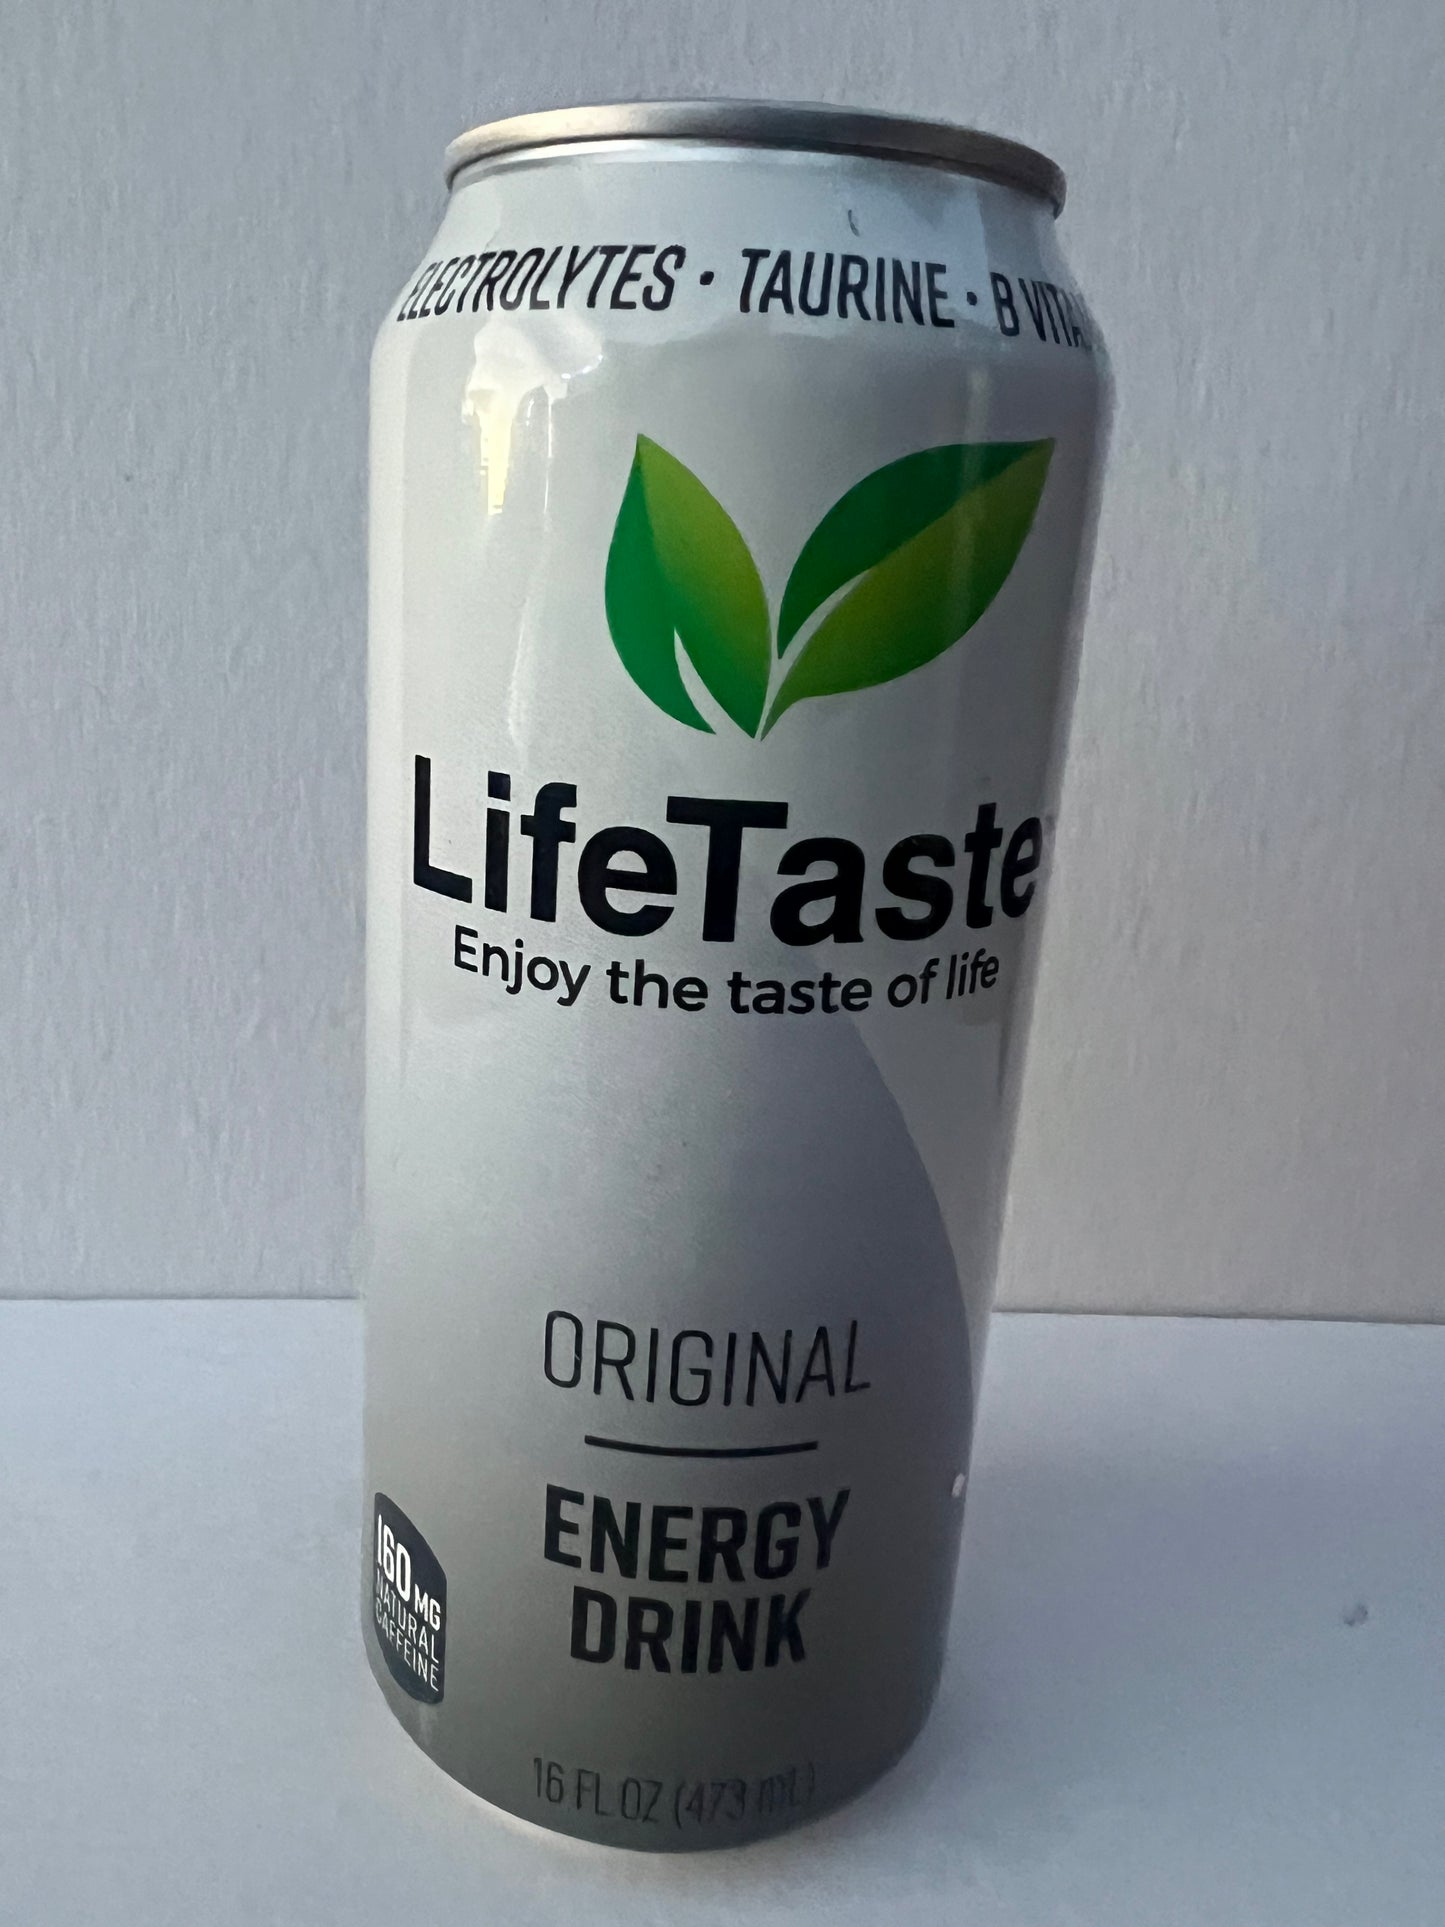 ELECTROLYTES · TAURINE · B VITA
LifeTaste
Enjoy the taste of life
ORIGINAL
ENERGY
DRINK
160 MG
NATURAL
CAFFEINE
16 FL OZ (473 mL)